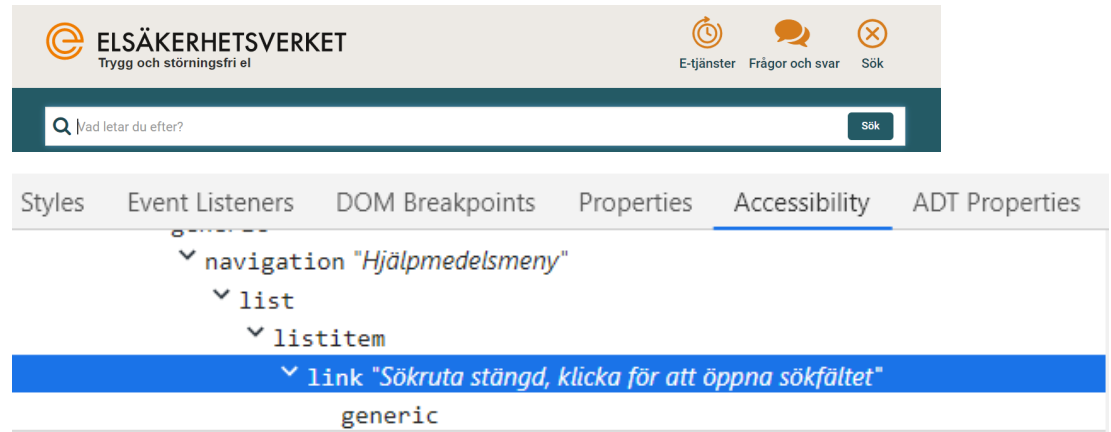 ELSÄKERHETSVERKET
Trygg och störningsfri el
E-tjänster Frågor och svar Sök
Vad letar du efter? Sök
Styles Event Listeners DOM Breakpoints Properties Accessibility ADT Properties
generic
navigation "Hjälpmedelsmeny"
list
listitem
link "Sökruta stängd, klicka för att öppna sökfältet"
generic